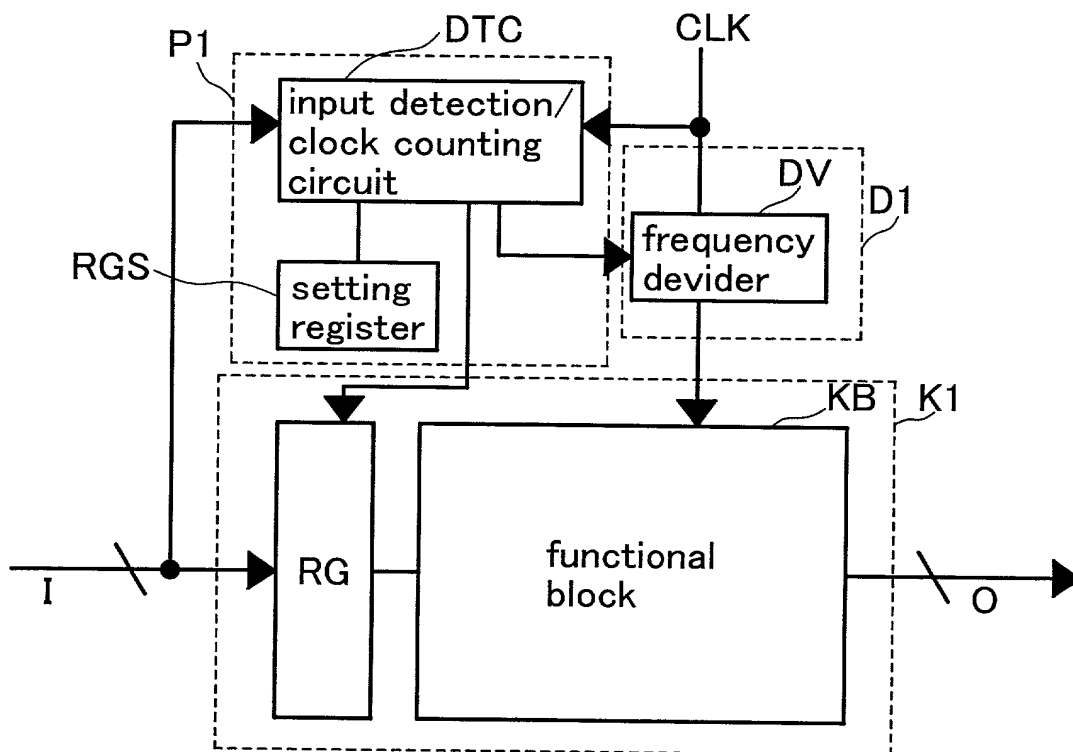 P1
DTC
CLK
input detection/
clock counting
circuit
DV
D1
frequency
devider
RGS
setting
register
KB
K1
RG
functional
block
I
O